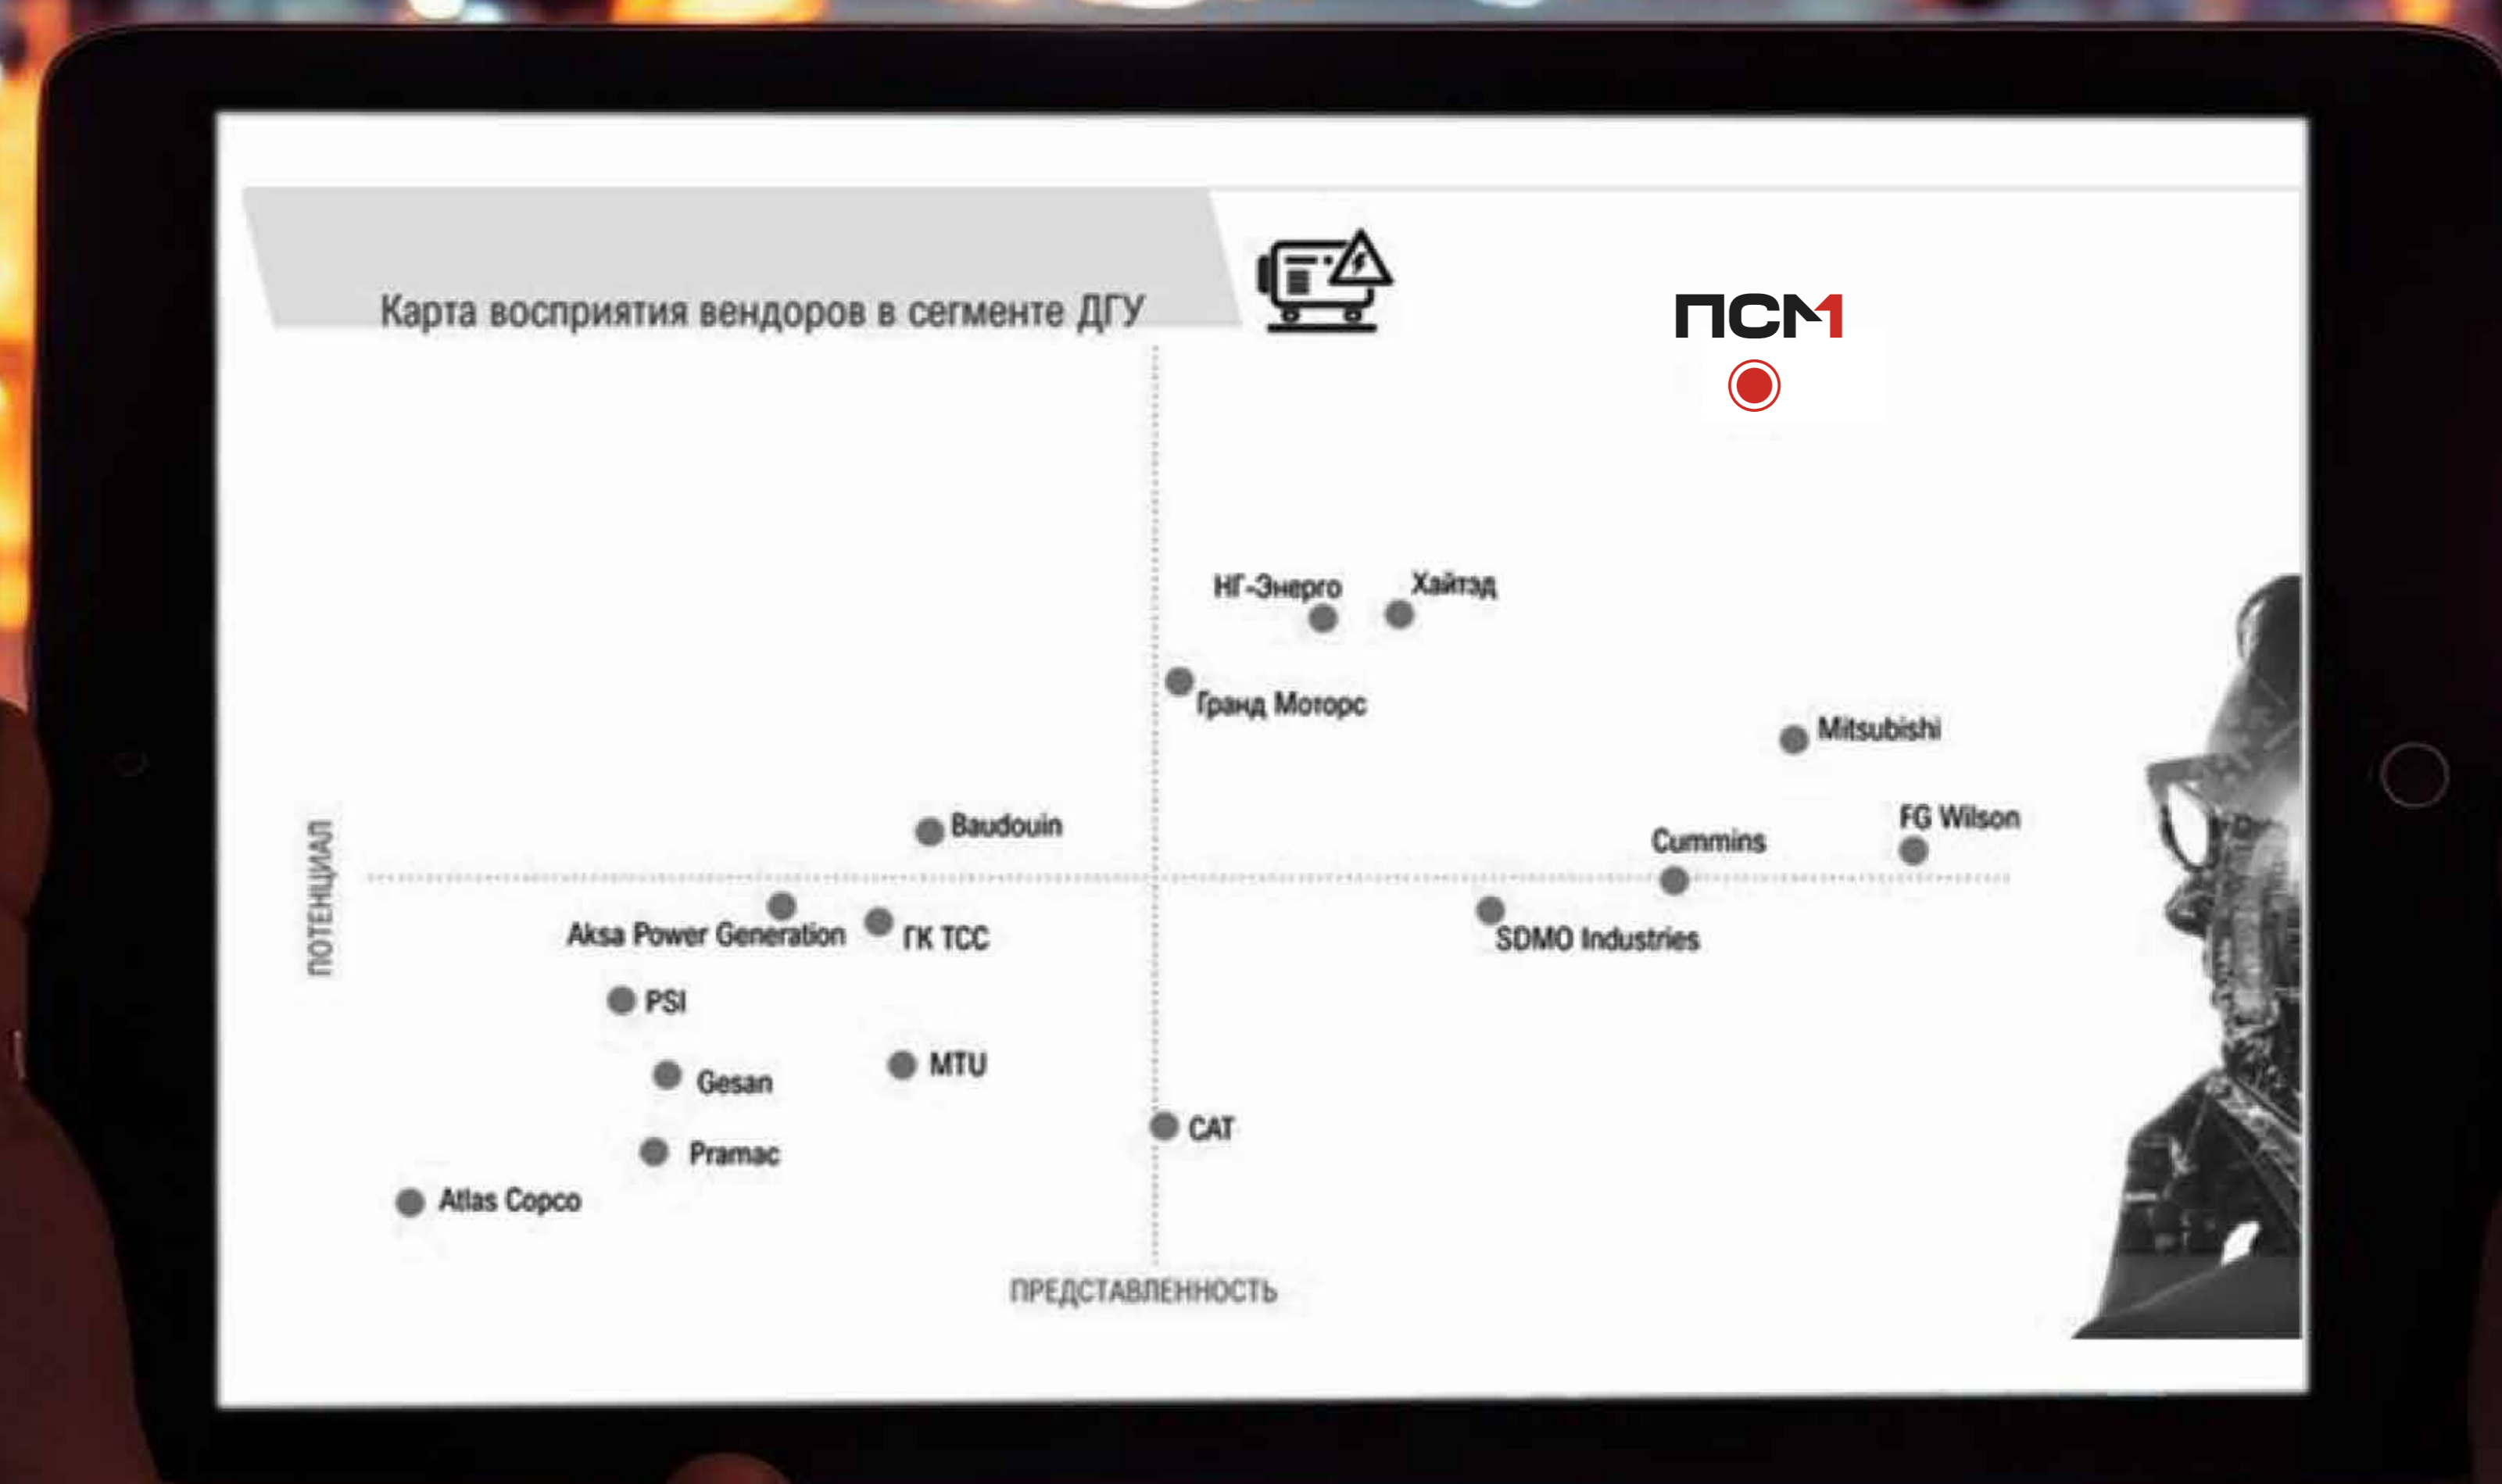 Карта восприятия вендоров в сегменте ДГУ
ПСМ
НГ-Энерго
Хайтэд
Гранд Моторс
Mitsubishi
Baudouin
FG Wilson
Cummins
ПОТЕНЦИАЛ
Aksa Power Generation
ГК ТСС
SDMO Industries
PSI
MTU
Gesan
CAT
Pramac
Atlas Copco
ПРЕДСТАВЛЕННОСТЬ